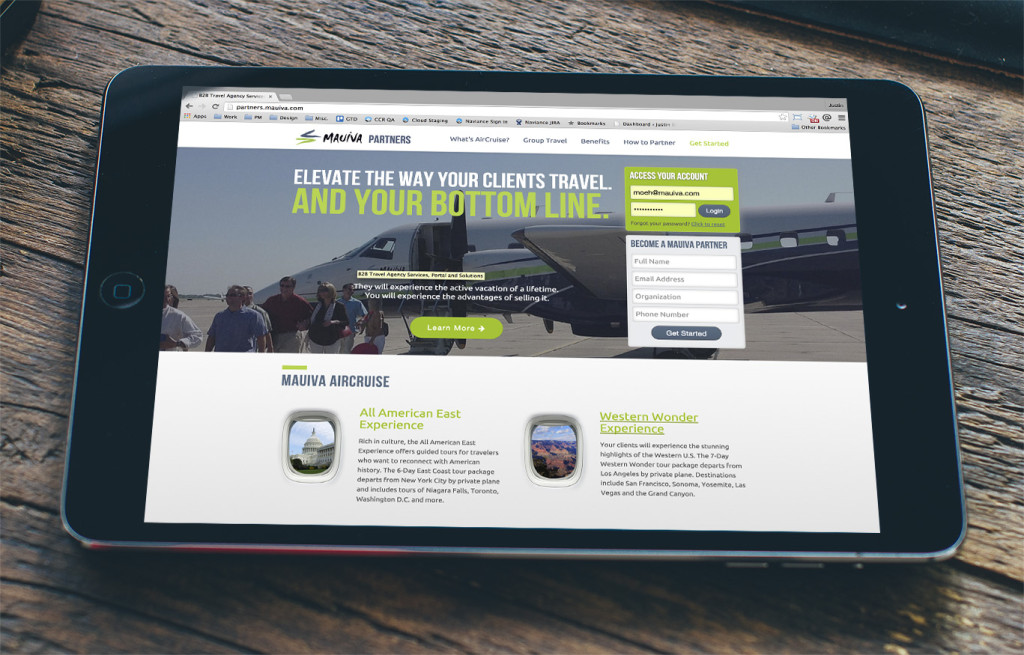 B2B Travel Agency Services
Justin
partners.mauiva.com
Apps Work PM Design Misc. GTD CCR QA Cloud Staging Naviance Sign In Naviance JIRA Bookmarks Dashboard - Justin
Other Bookmarks
MAUIVA PARTNERS What's AirCruise? Group Travel Benefits How to Partner Get Started
ELEVATE THE WAY YOUR CLIENTS TRAVEL.
AND YOUR BOTTOM LINE.
B2B Travel Agency Services, Portal and Solutions
They will experience the active vacation of a lifetime.
You will experience the advantages of selling it.
Learn More
ACCESS YOUR ACCOUNT
moeh@mauiva.com
•••••••••••
Login
Forgot your password? Click to reset
BECOME A MAUIVA PARTNER
Full Name
Email Address
Organization
Phone Number
Get Started
MAUIVA AIRCRUISE
All American East
Experience
Rich in culture, the All American East
Experience offers guided tours for travelers
who want to reconnect with American
history. The 6-Day East Coast tour package
departs from New York City by private plane
and includes tours of Niagara Falls, Toronto,
Washington D.C. and more.
Western Wonder
Experience
Your clients will experience the stunning
highlights of the Western U.S. The 7-Day
Western Wonder tour package departs from
Los Angeles by private plane. Destinations
include San Francisco, Sonoma, Yosemite, Las
Vegas and the Grand Canyon.